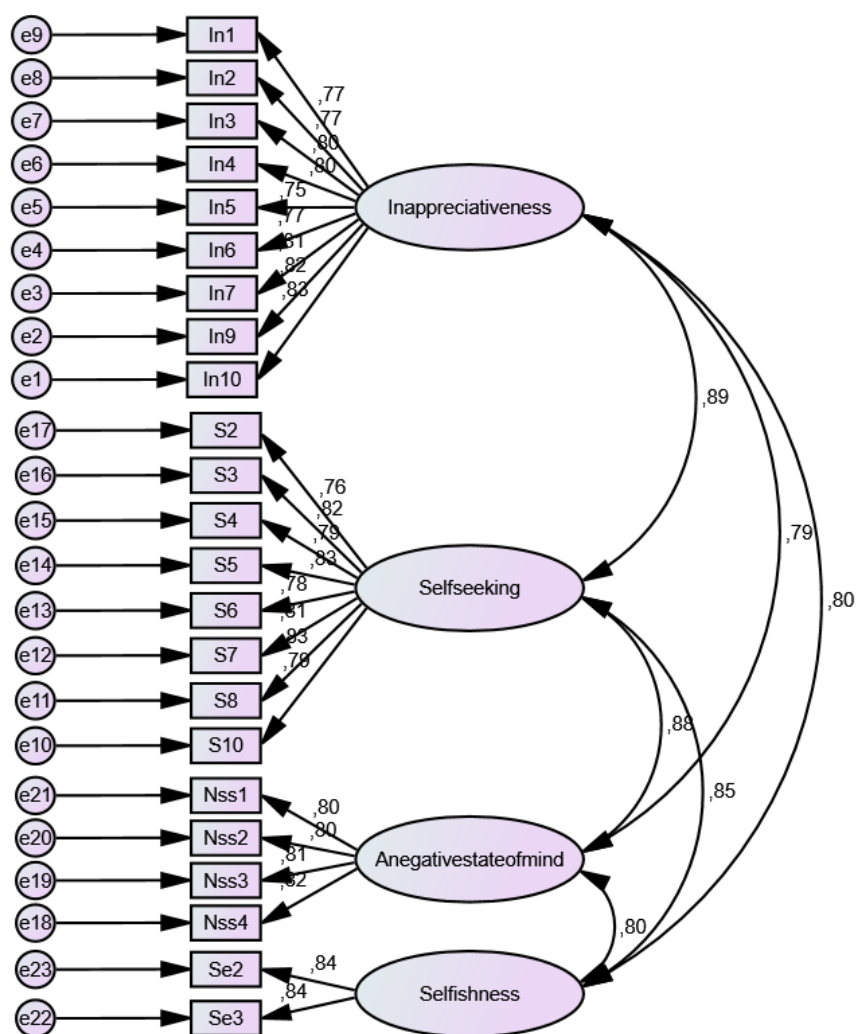 e9 In1
e8 In2
e7 In3
e6 In4
e5 In5
e4 In6
e3 In7
e2 In9
e1 In10
,77
,77
,80
,80
,75
,77
,81
,82
,83
Inappreciativeness
e17 S2
e16 S3
e15 S4
e14 S5
e13 S6
e12 S7
e11 S8
e10 S10
,76
,82
,79
,83
,78
,81
,83
,79
Selfseeking
e21 Nss1
e20 Nss2
e19 Nss3
e18 Nss4
,80
,80
,81
,82
Anegativestateofmind
e23 Se2
e22 Se3
,84
,84
Selfishness
,89
,79
,80
,88
,85
,80